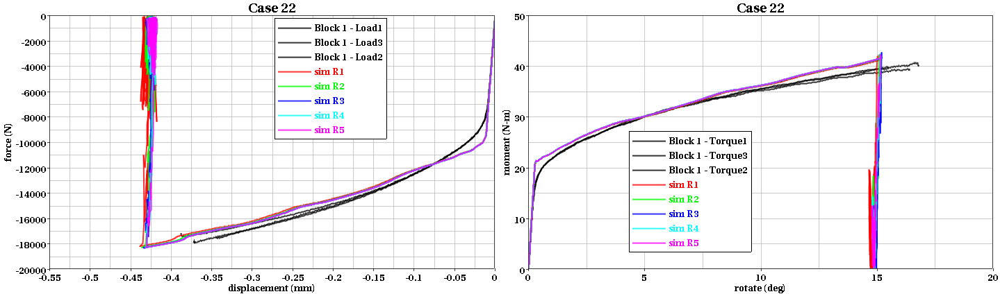 Case 22
0
-2000
-4000
-6000
-8000
-10000
-12000
-14000
-16000
-18000
-20000
force (N)
Block 1 - Load1
Block 1 - Load3
Block 1 - Load2
sim R1
sim R2
sim R3
sim R4
sim R5
-0.55 -0.5 -0.45 -0.4 -0.35 -0.3 -0.25 -0.2 -0.15 -0.1 -0.05 0
displacement (mm)
Case 22
50
40
30
20
10
0
moment (N-m)
Block 1 - Torque1
Block 1 - Torque3
Block 1 - Torque2
sim R1
sim R2
sim R3
sim R4
sim R5
0 5 10 15 20
rotate (deg)